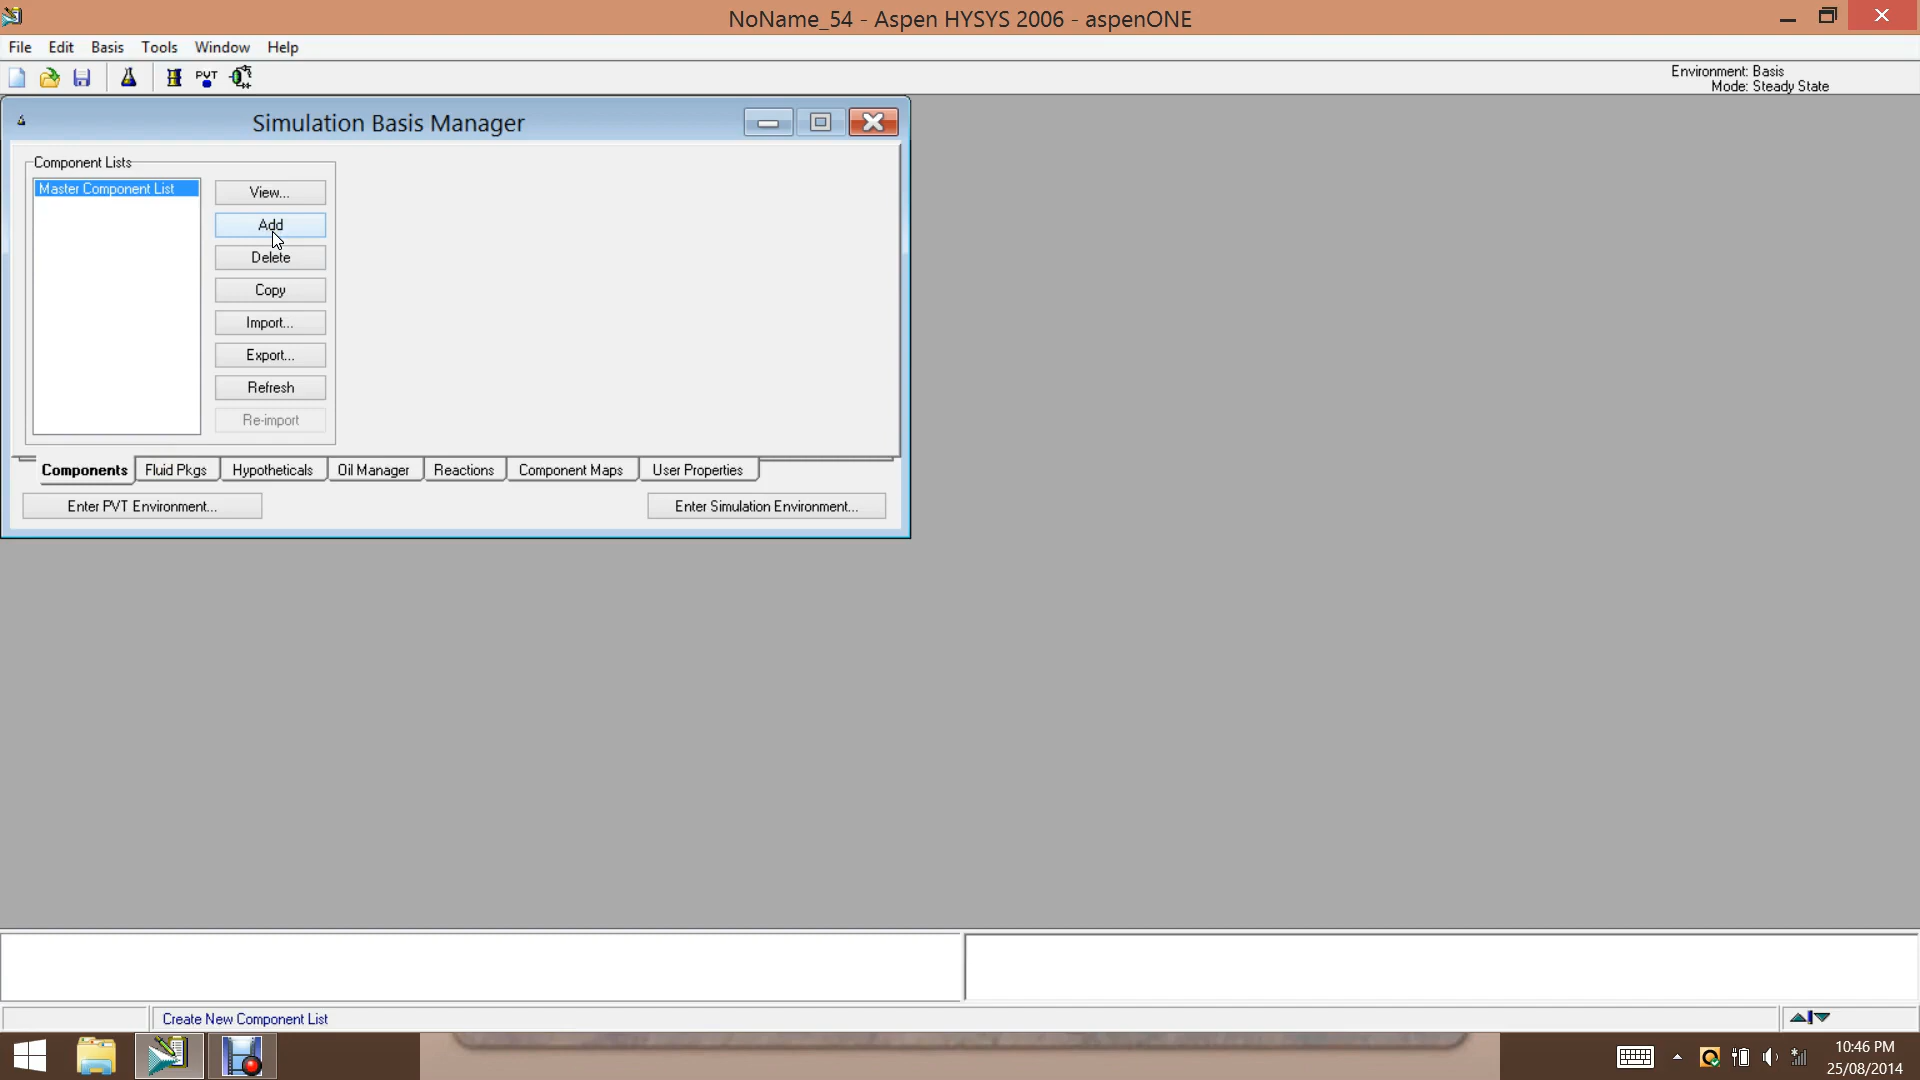 NoName_54 - Aspen HYSYS 2006 - aspenONE
File Edit Basis Tools Window Help
PVT
Environment: Basis
Mode: Steady State
Simulation Basis Manager
Component Lists
Master Component List
View...
Add
Delete
Copy
Import...
Export...
Refresh
Re-import
Components Fluid Pkgs Hypotheticals Oil Manager Reactions Component Maps User Properties
Enter PVT Environment... Enter Simulation Environment...
Create New Component List
10:46 PM
25/08/2014